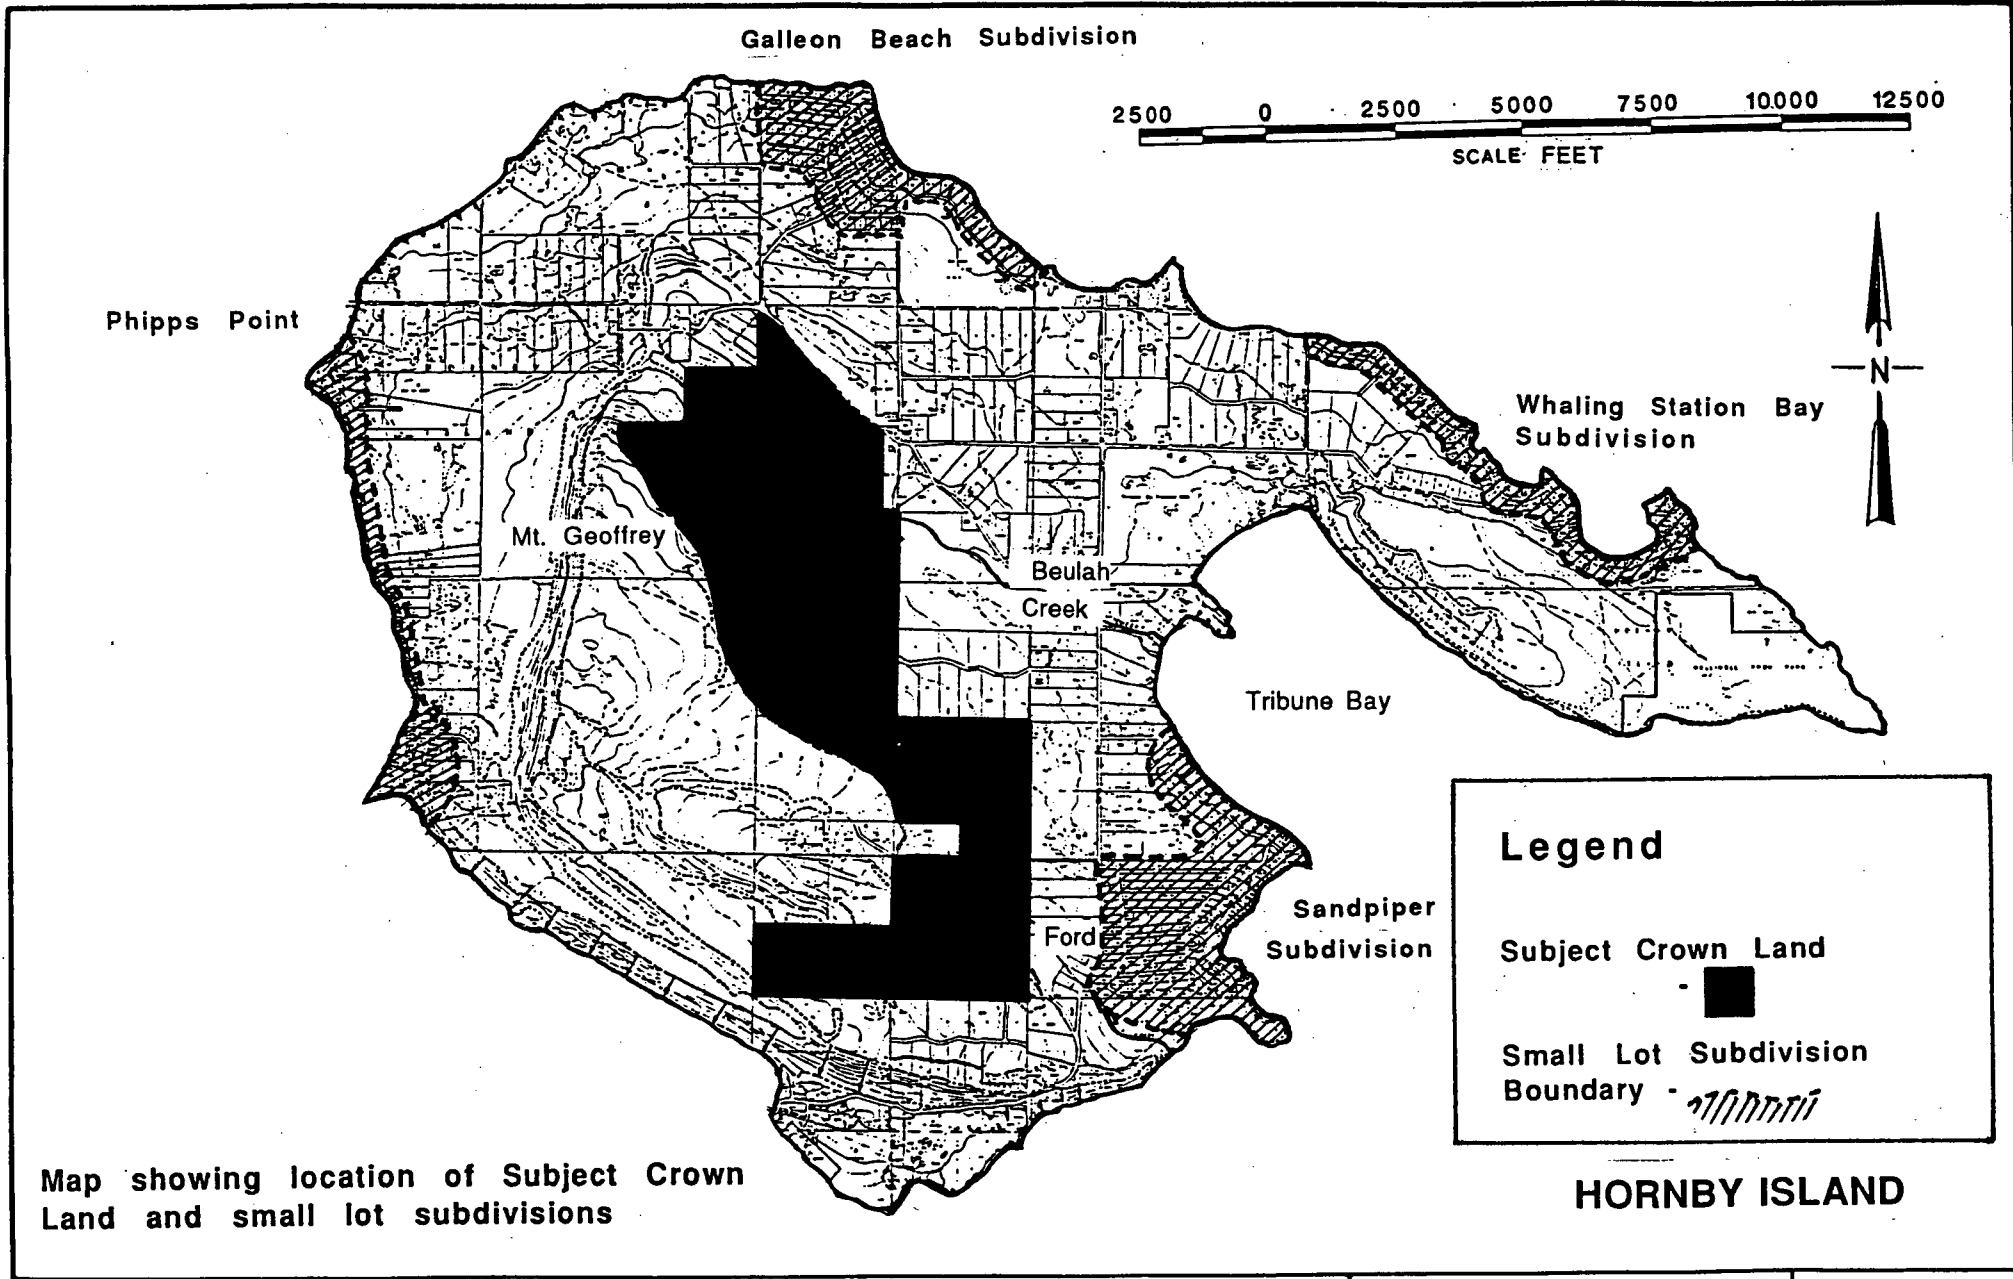 Galleon Beach Subdivision
2500 0 2500 5000 7500 10000 12500
SCALE FEET
Phipps Point
N
Whaling Station Bay
Subdivision
Mt. Geoffrey
Beulah
Creek
Tribune Bay
Sandpiper
Subdivision
Ford
Legend
Subject Crown Land
-
Small Lot Subdivision
Boundary -
Map showing location of Subject Crown
Land and small lot subdivisions
HORNBY ISLAND